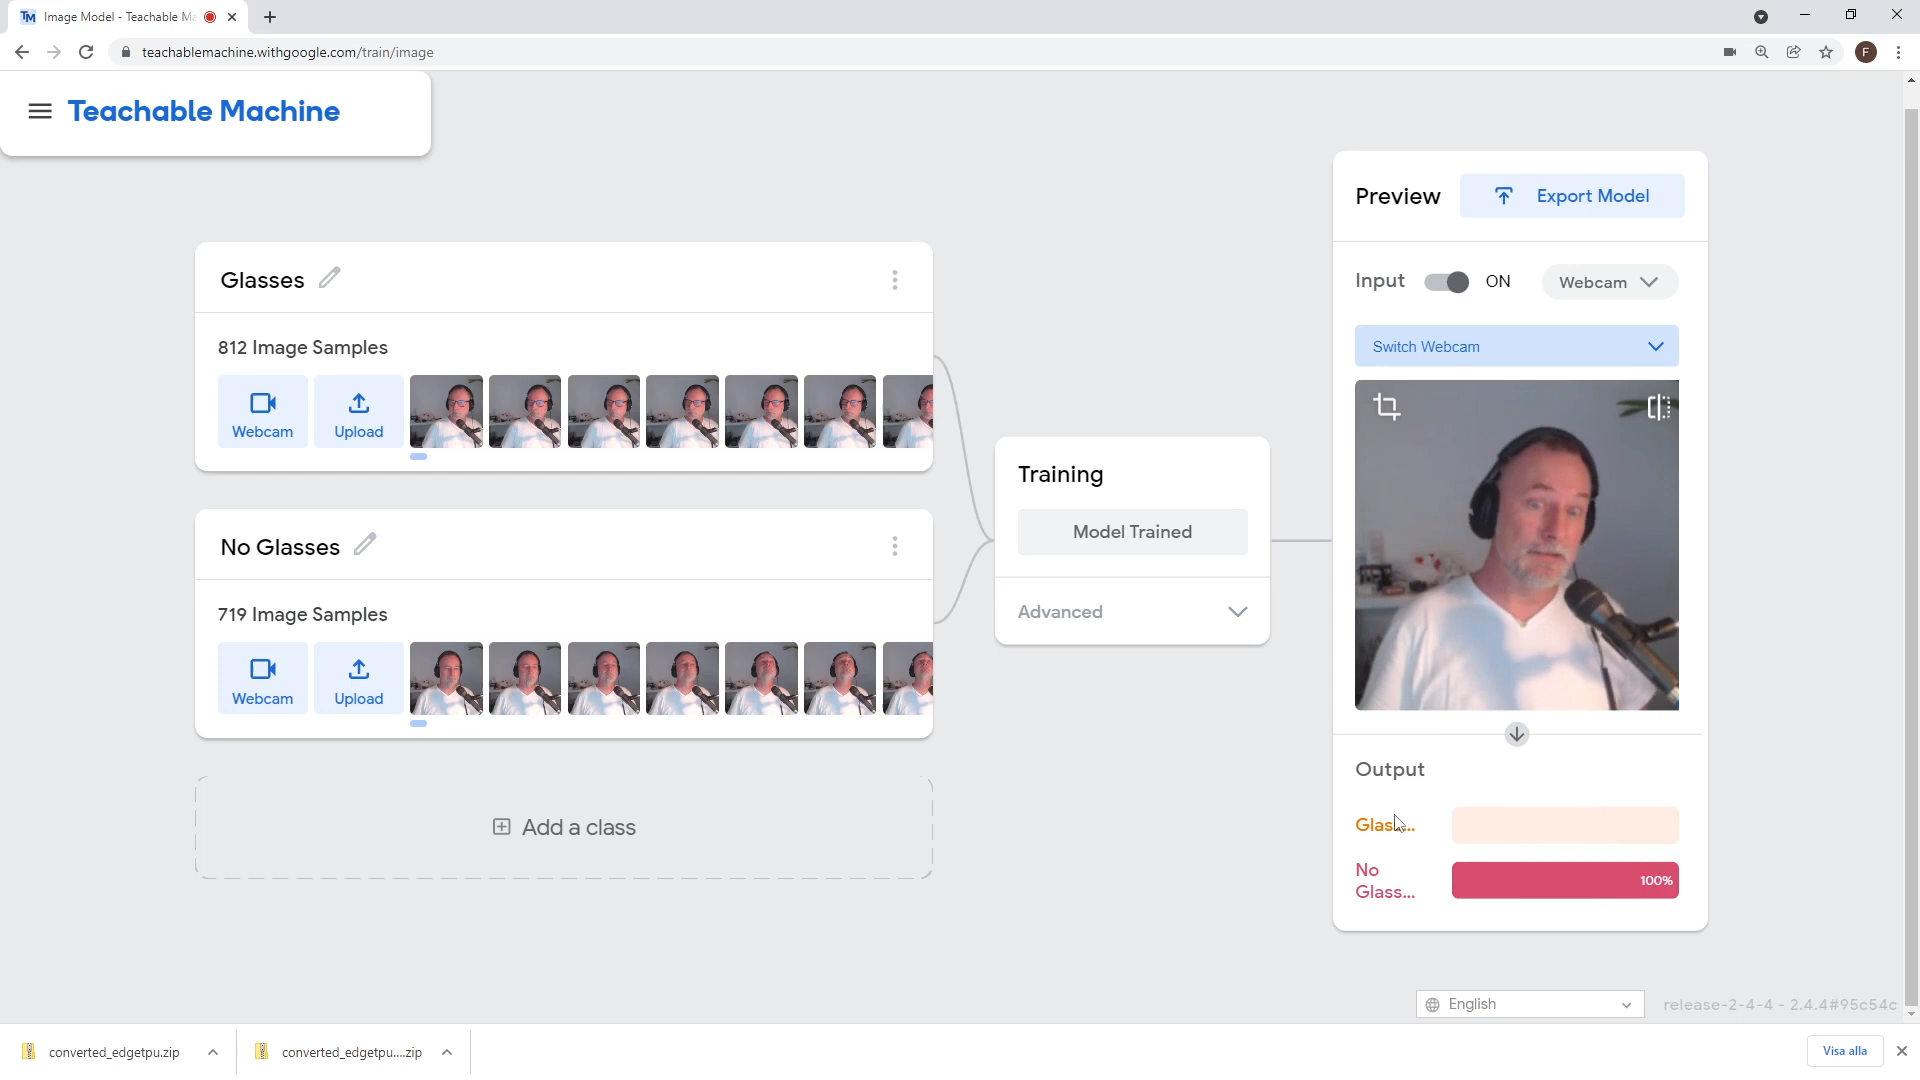 Image Model - Teachable Ma
teachablemachine.withgoogle.com/train/image
F
Teachable Machine
Preview
Export Model
Glasses
Input
ON
Webcam
812 Image Samples
Switch Webcam
Webcam
Upload
Training
Model Trained
No Glasses
Advanced
719 Image Samples
Webcam
Upload
Output
Add a class
Glas...
No
Glass...
100%
English
release-2-4-4 - 2.4.4#95c54c
converted_edgetpu.zip
converted_edgetpu....zip
Visa alla